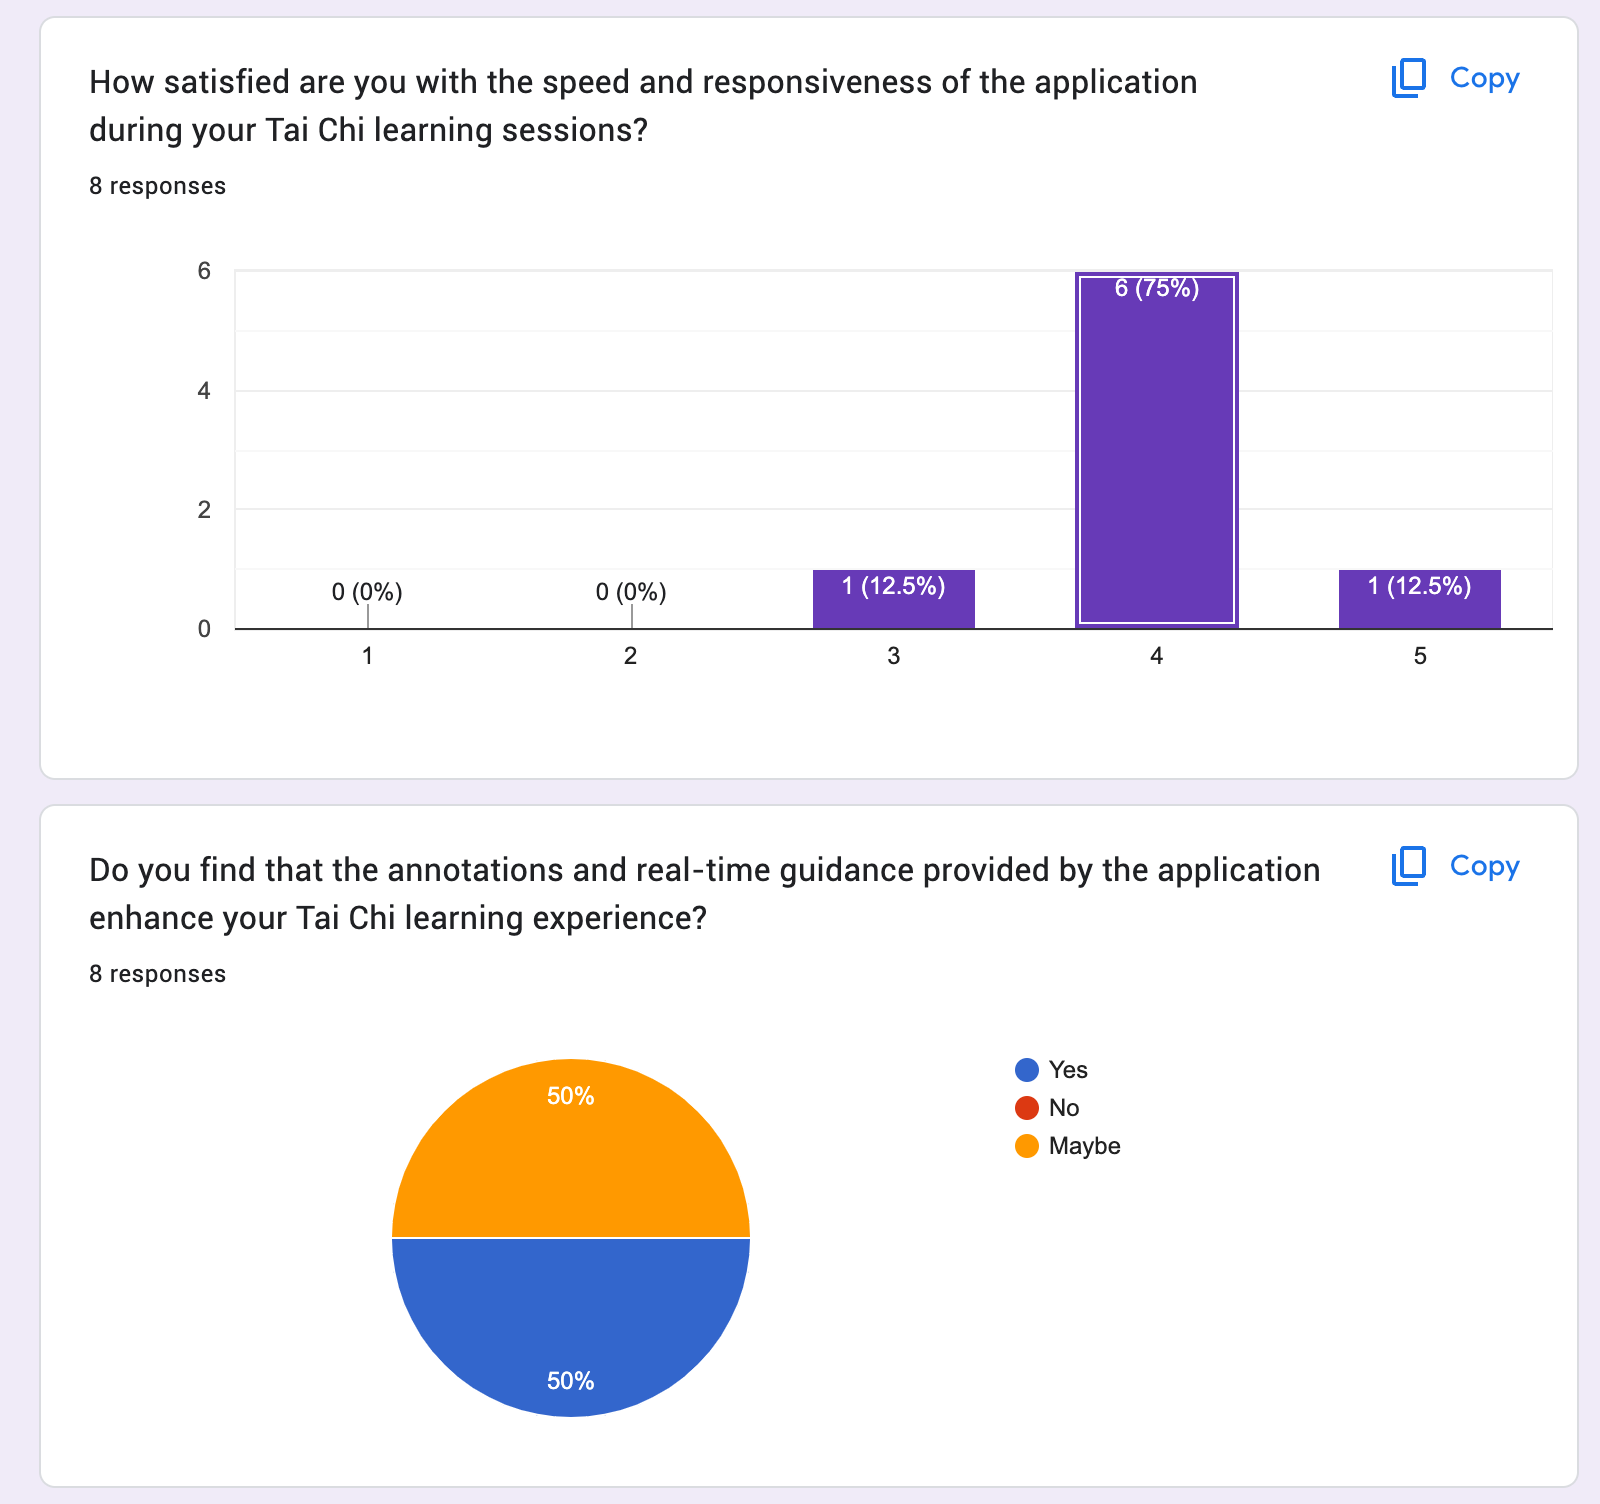 How satisfied are you with the speed and responsiveness of the application
during your Tai Chi learning sessions?
Copy
8 responses
6
4
2
0
0 (0%)
0 (0%)
1 (12.5%)
6 (75%)
1 (12.5%)
1
2
3
4
5
Do you find that the annotations and real-time guidance provided by the application
enhance your Tai Chi learning experience?
Copy
8 responses
50%
50%
Yes
No
Maybe